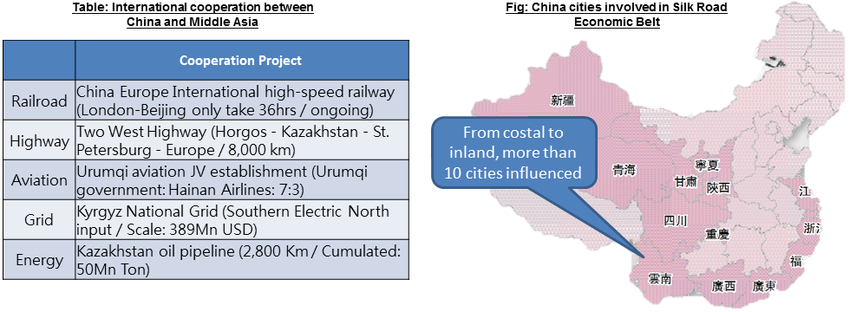 Table: International cooperation between
China and Middle Asia
Cooperation Project
Railroad
China Europe International high-speed railway
(London-Beijing only take 36hrs / ongoing)
Highway
Two West Highway (Horgos - Kazakhstan - St.
Petersburg - Europe / 8,000 km)
Aviation
Urumqi aviation JV establishment (Urumqi
government: Hainan Airlines: 7:3)
Grid
Kyrgyz National Grid (Southern Electric North
input / Scale: 389Mn USD)
Energy
Kazakhstan oil pipeline (2,800 Km / Cumulated:
50Mn Ton)
Fig: China cities involved in Silk Road
Economic Belt
新疆
From costal to
inland, more than
10 cities influenced
青海
甘肅
寧夏
陝西
四川
重慶
雲南
廣西
廣東
江
浙江
福